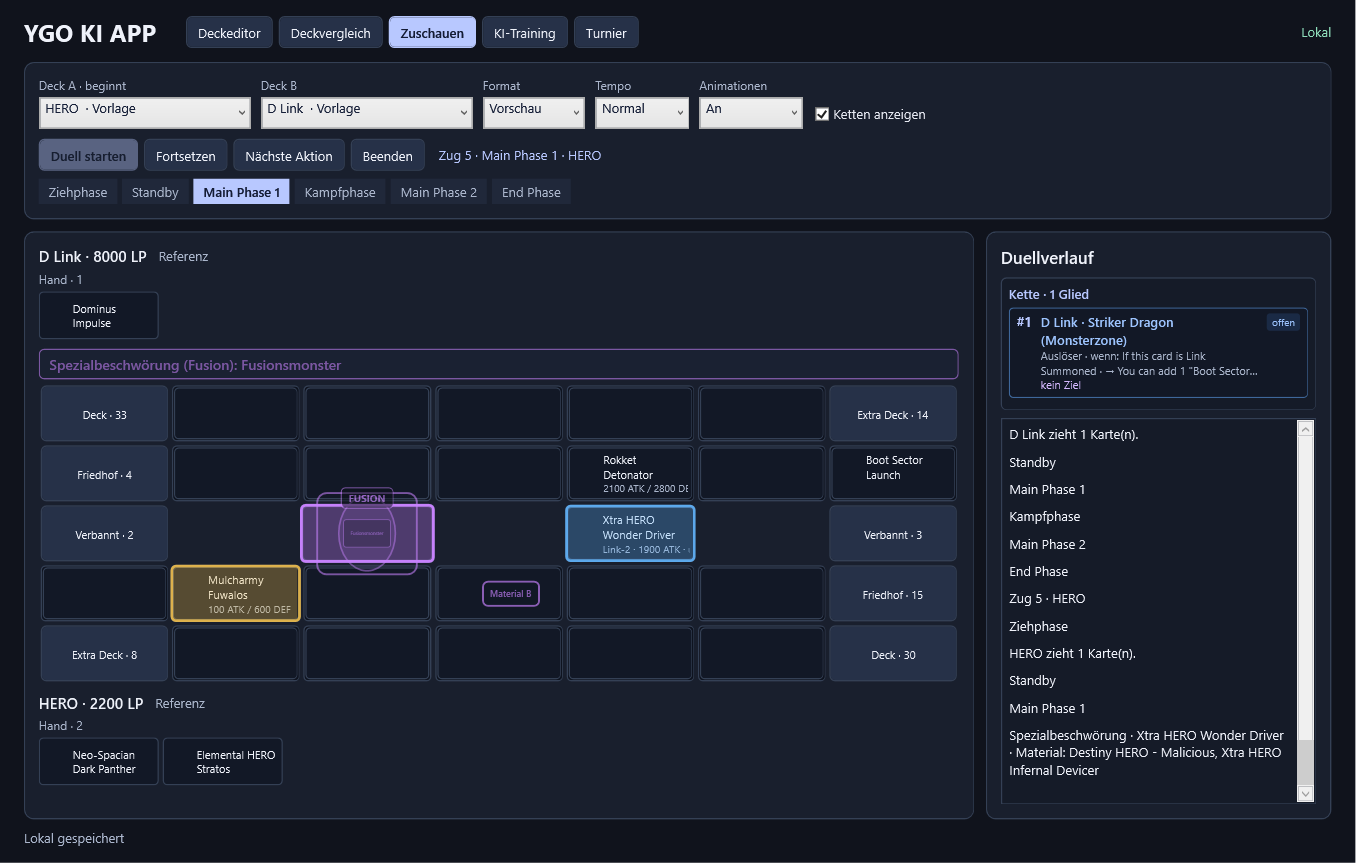 YGO KI APP
Deckeditor
Deckvergleich
Zuschauen
KI-Training
Turnier
Lokal
Deck A · beginnt
HERO · Vorlage
Deck B
D Link · Vorlage
Format
Vorschau
Tempo
Normal
Animationen
An
Ketten anzeigen
Duell starten
Fortsetzen
Nächste Aktion
Beenden
Zug 5 · Main Phase 1 · HERO
Ziehphase
Standby
Main Phase 1
Kampfphase
Main Phase 2
End Phase
D Link · 8000 LP
Referenz
Hand · 1
Dominus
Impulse
Spezialbeschwörung (Fusion): Fusionsmonster
Deck · 33
Extra Deck · 14
Friedhof · 4
Rokket
Detonator
2100 ATK / 2800 DE
Boot Sector
Launch
Verbannt · 2
FUSION
Fusionsmonster
Xtra HERO
Wonder Driver
Link-2 · 1900 ATK ·
Verbannt · 3
Mulcharmy
Fuwalos
100 ATK / 600 DEF
Material 8
Friedhof · 15
Extra Deck · 8
Deck · 30
HERO · 2200 LP
Referenz
Hand · 2
Neo-Spacian
Dark Panther
Elemental HERO
Stratos
Duellverlauf
Kette · 1 Glied
#1
D Link · Striker Dragon
(Monsterzone)
offen
Auslöser · wenn: If this card is Link
Summoned · → You can add 1 "Boot Sector...
kein Ziel
D Link zieht 1 Karte(n).
Standby
Main Phase 1
Kampfphase
Main Phase 2
End Phase
Zug 5 · HERO
Ziehphase
HERO zieht 1 Karte(n).
Standby
Main Phase 1
Spezialbeschwörung · Xtra HERO Wonder Driver
· Material: Destiny HERO - Malicious, Xtra HERO
Infernal Devicer
Lokal gespeichert